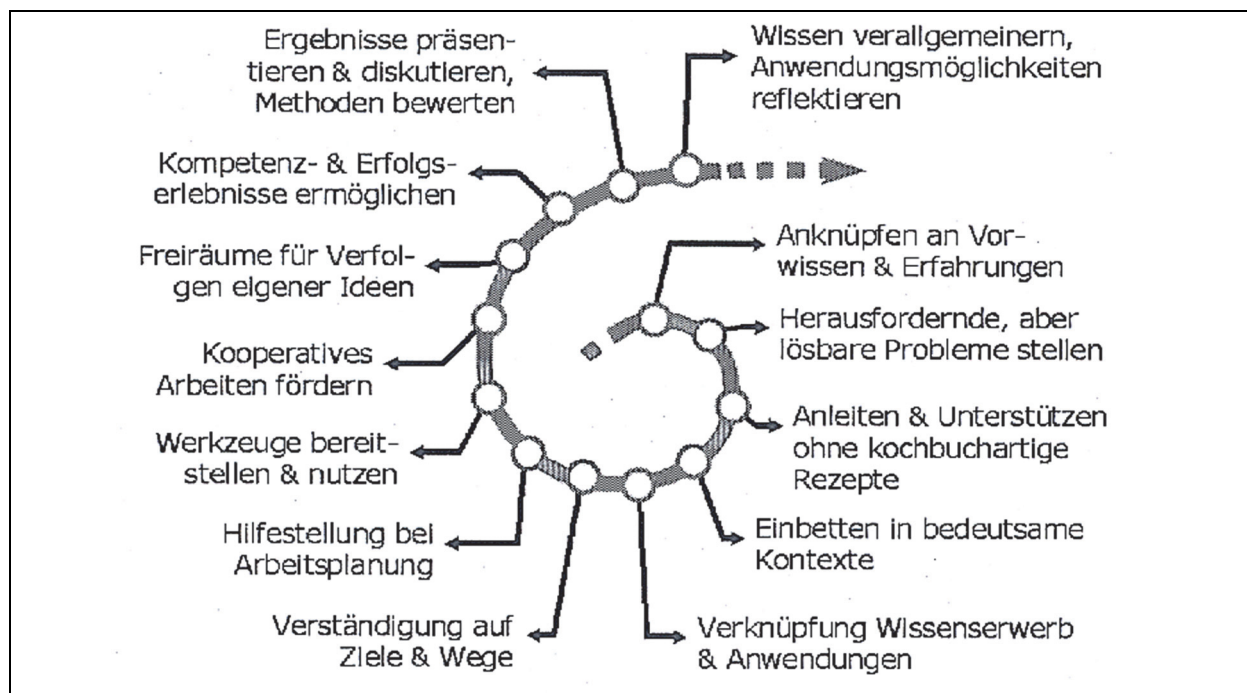 Ergebnisse präsen-
tieren & diskutieren,
Methoden bewerten
Wissen verallgemeinern,
Anwendungsmöglichkeiten
reflektieren
Kompetenz- & Erfolgs-
erlebnisse ermöglichen
Freiräume für Verfol-
gen eigener Ideen
Anknüpfen an Vor-
wissen & Erfahrungen
Kooperatives
Arbeiten fördern
Herausfordernde, aber
lösbare Probleme stellen
Werkzeuge bereit-
stellen & nutzen
Anleiten & Unterstützen
ohne kochbuchartige
Rezepte
Hilfestellung bei
Arbeitsplanung
Einbetten in bedeutsame
Kontexte
Verständigung auf
Ziele & Wege
Verknüpfung Wissenserwerb
& Anwendungen